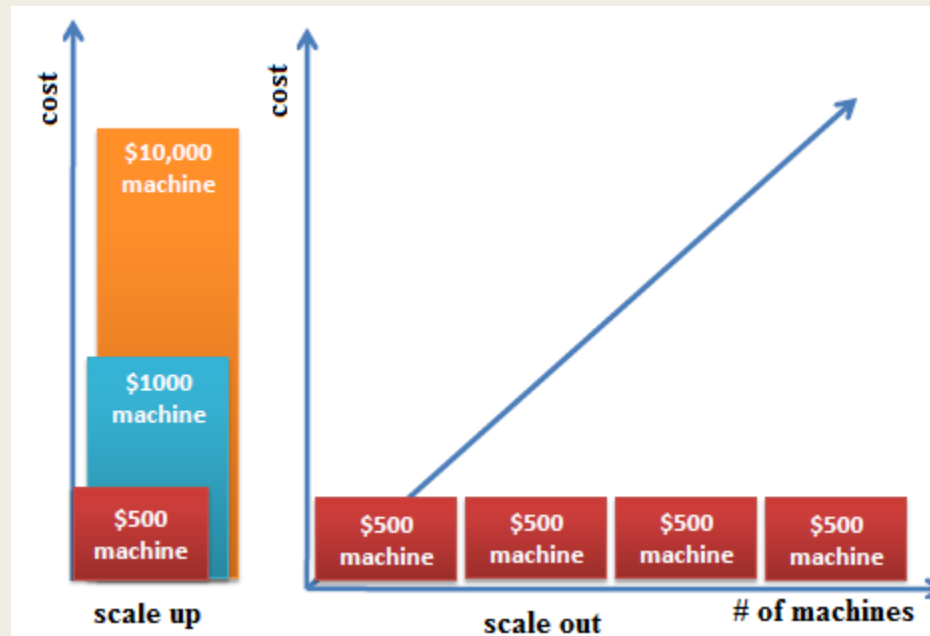 cost
$10,000
machine
$1000
machine
$500
machine
scale up
cost
$500
machine
$500
machine
$500
machine
$500
machine
scale out
# of machines